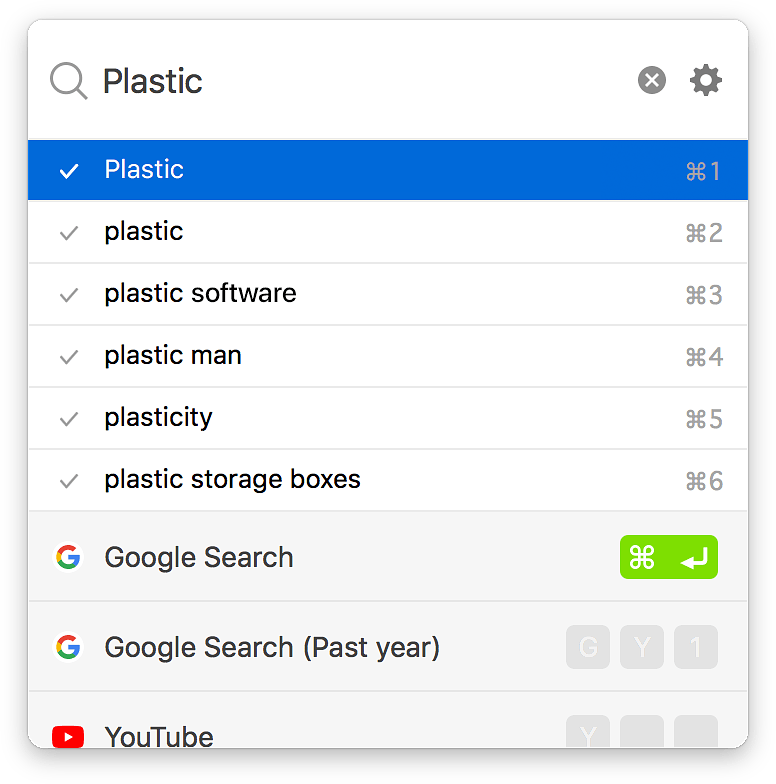 Plastic
Plastic ⌘1
plastic ⌘2
plastic software ⌘3
plastic man ⌘4
plasticity ⌘5
plastic storage boxes ⌘6
Google Search ⌘ ↵
Google Search (Past year) G Y 1
YouTube Y